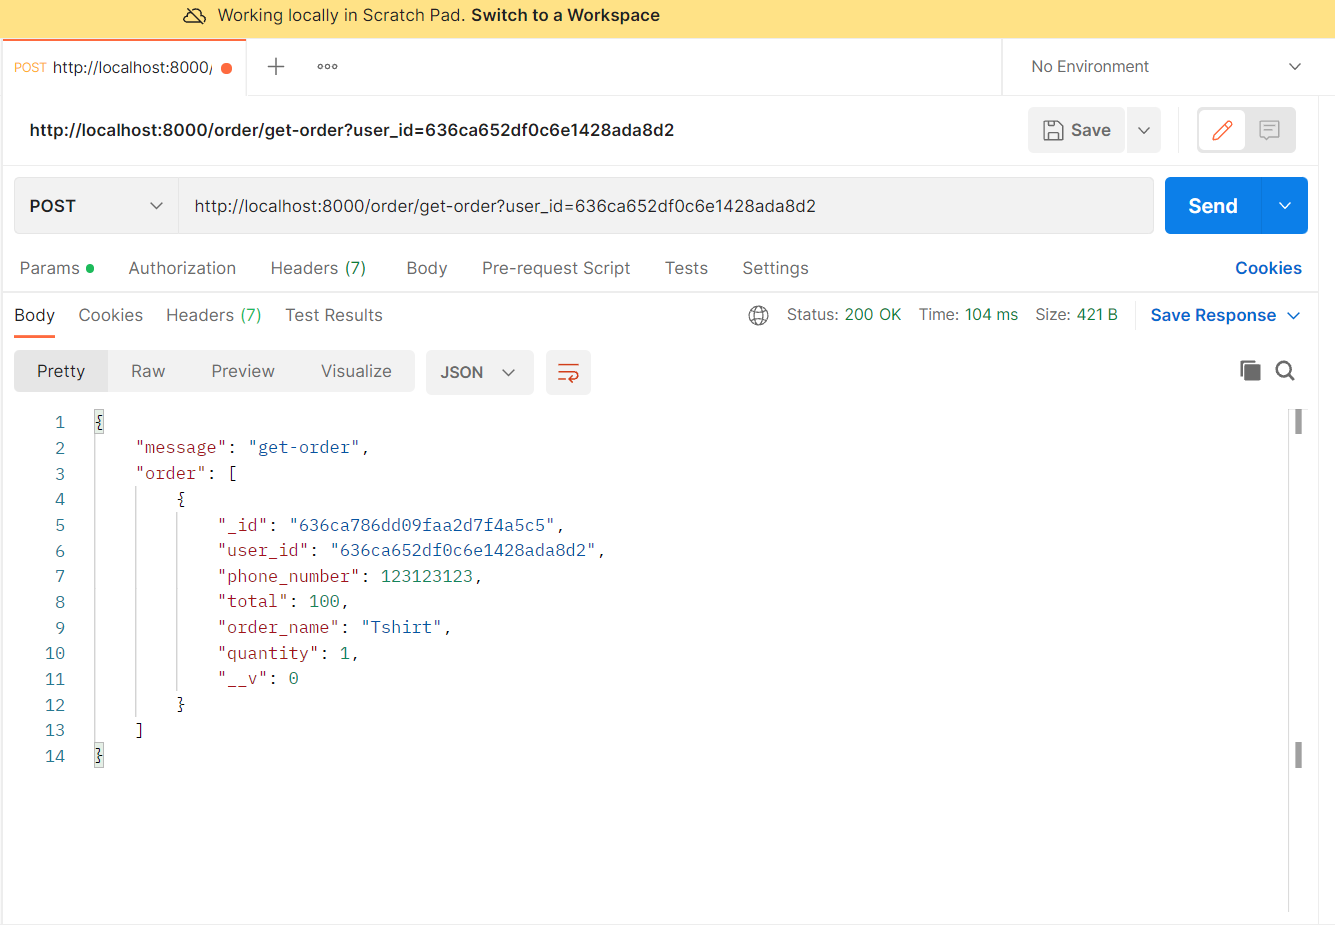 Working locally in Scratch Pad. Switch to a Workspace
POST http://localhost:8000/
No Environment
http://localhost:8000/order/get-order?user_id=636ca652df0c6e1428ada8d2
Save
POST
http://localhost:8000/order/get-order?user_id=636ca652df0c6e1428ada8d2
Send
Params Authorization Headers (7) Body Pre-request Script Tests Settings Cookies
Body Cookies Headers (7) Test Results Status: 200 OK Time: 104 ms Size: 421 B Save Response
Pretty Raw Preview Visualize JSON
1 {
2 "message": "get-order",
3 "order": [
4 {
5 "_id": "636ca786dd09faa2d7f4a5c5",
6 "user_id": "636ca652df0c6e1428ada8d2",
7 "phone_number": 123123123,
8 "total": 100,
9 "order_name": "Tshirt",
10 "quantity": 1,
11 "__v": 0
12 }
13 ]
14 }